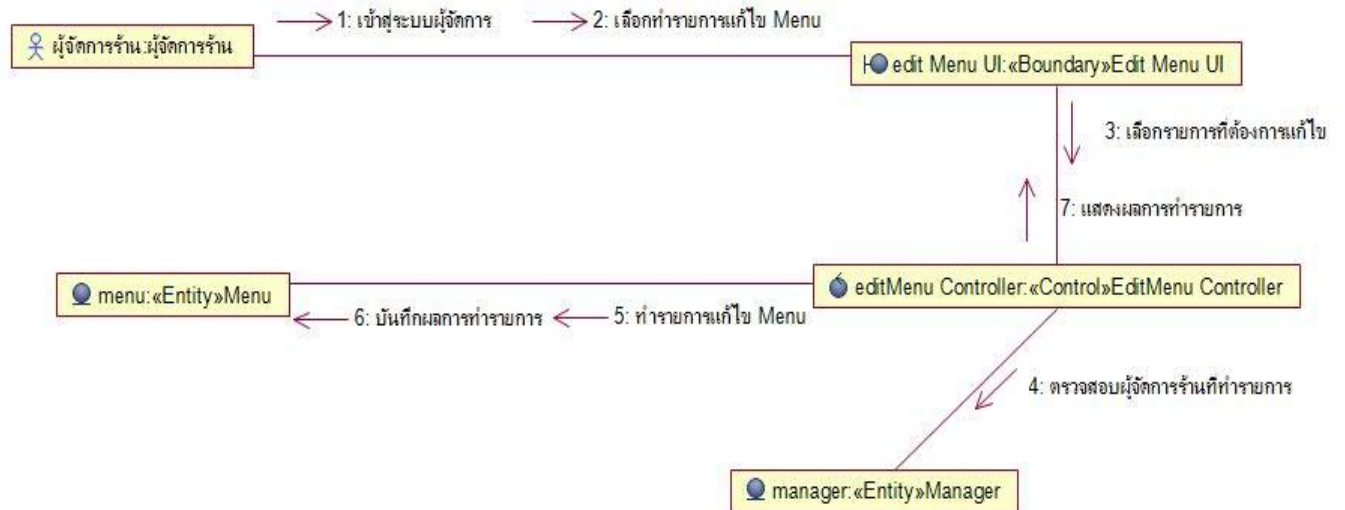 1: เข้าสู่ระบบผู้จัดการ
2: เลือกทำรายการแก้ไข Menu
ผู้จัดการร้าน:ผู้จัดการร้าน
edit Menu UI:«Boundary»Edit Menu UI
3: เลือกรายการที่ต้องการแก้ไข
7: แสดงผลการทำรายการ
menu:«Entity»Menu
editMenu Controller:«Control»EditMenu Controller
6: บันทึกผลการทำรายการ
5: ทำรายการแก้ไข Menu
4: ตรวจสอบผู้จัดการร้านที่ทำรายการ
manager:«Entity»Manager